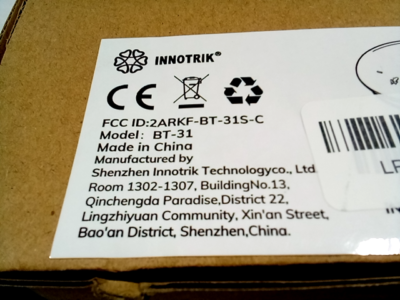 INNOTRIK®
CE
FCC ID:2ARKF-BT-31S-C
Model: BT-31
Made in China
Manufactured by
Shenzhen Innotrik Technologyco., Ltd
Room 1302-1307, BuildingNo.13,
Qinchengda Paradise,District 22,
Lingzhiyuan Community, Xin'an Street,
Bao'an District, Shenzhen,China.